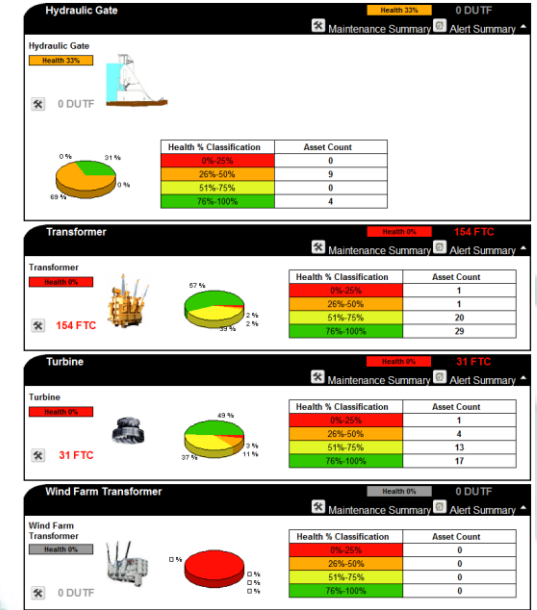 Hydraulic Gate Health 33% 0 DUTF
Maintenance Summary Alert Summary
Hydraulic Gate
Health 33%
0 DUTF
0 % 31 %
0 %
69 %
Health % Classification Asset Count
0%-25% 0
26%-50% 9
51%-75% 0
76%-100% 4
Transformer Health 0% 154 FTC
Maintenance Summary Alert Summary
Transformer
Health 0%
154 FTC
57 %
2 %
2 %
39 %
Health % Classification Asset Count
0%-25% 1
26%-50% 1
51%-75% 20
76%-100% 29
Turbine Health 0% 31 FTC
Maintenance Summary Alert Summary
Turbine
Health 0%
31 FTC
49 %
3 %
11 %
37 %
Health % Classification Asset Count
0%-25% 1
26%-50% 4
51%-75% 13
76%-100% 17
Wind Farm Transformer Health 0% 0 DUTF
Maintenance Summary Alert Summary
Wind Farm
Transformer
Health 0%
0 DUTF
□ %
□ %
□ %
□ %
Health % Classification Asset Count
0%-25% 0
26%-50% 0
51%-75% 0
76%-100% 0